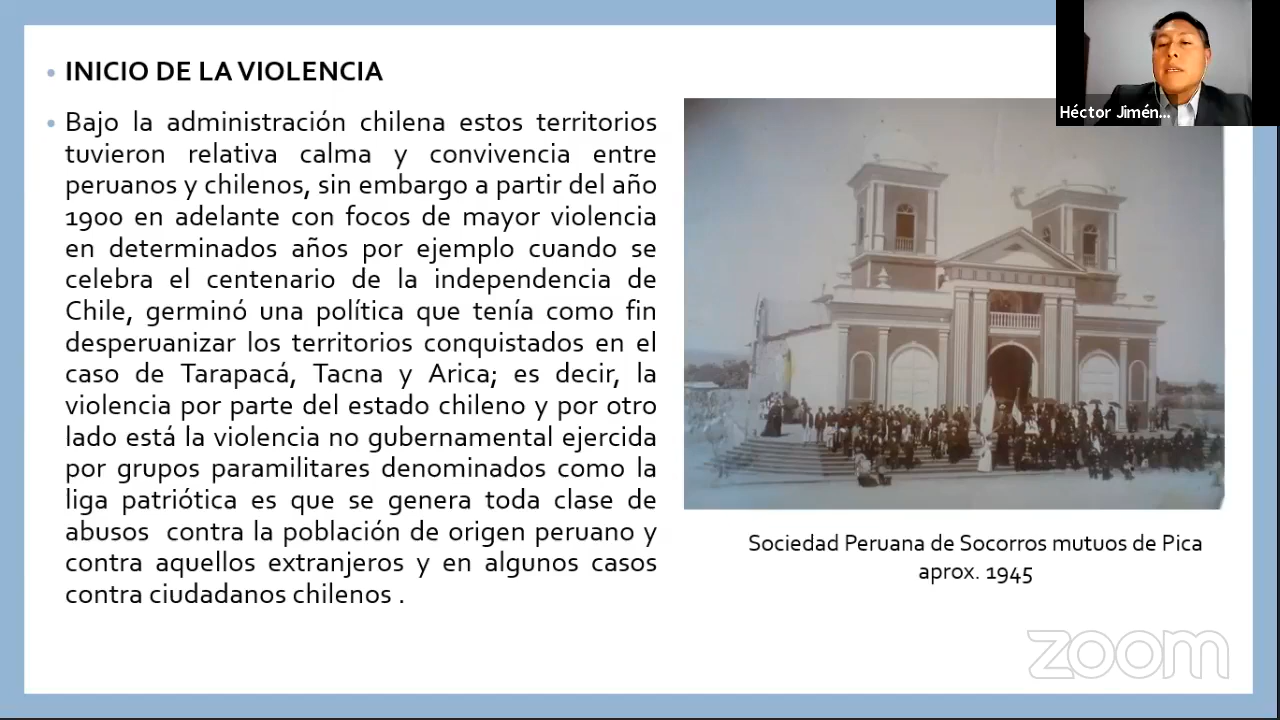 INICIO DE LA VIOLENCIA
Bajo la administración chilena estos territorios
tuvieron relativa calma y convivencia entre
peruanos y chilenos, sin embargo a partir del año
1900 en adelante con focos de mayor violencia
en determinados años por ejemplo cuando se
celebra el centenario de la independencia de
Chile, germinó una política que tenía como fin
desperuanizar los territorios conquistados en el
caso de Tarapacá, Tacna y Arica; es decir, la
violencia por parte del estado chileno y por otro
lado está la violencia no gubernamental ejercida
por grupos paramilitares denominados como la
liga patriótica es que se genera toda clase de
abusos contra la población de origen peruano y
contra aquellos extranjeros y en algunos casos
contra ciudadanos chilenos .
Héctor Jimén...
Sociedad Peruana de Socorros mutuos de Pica
aprox. 1945
zoom